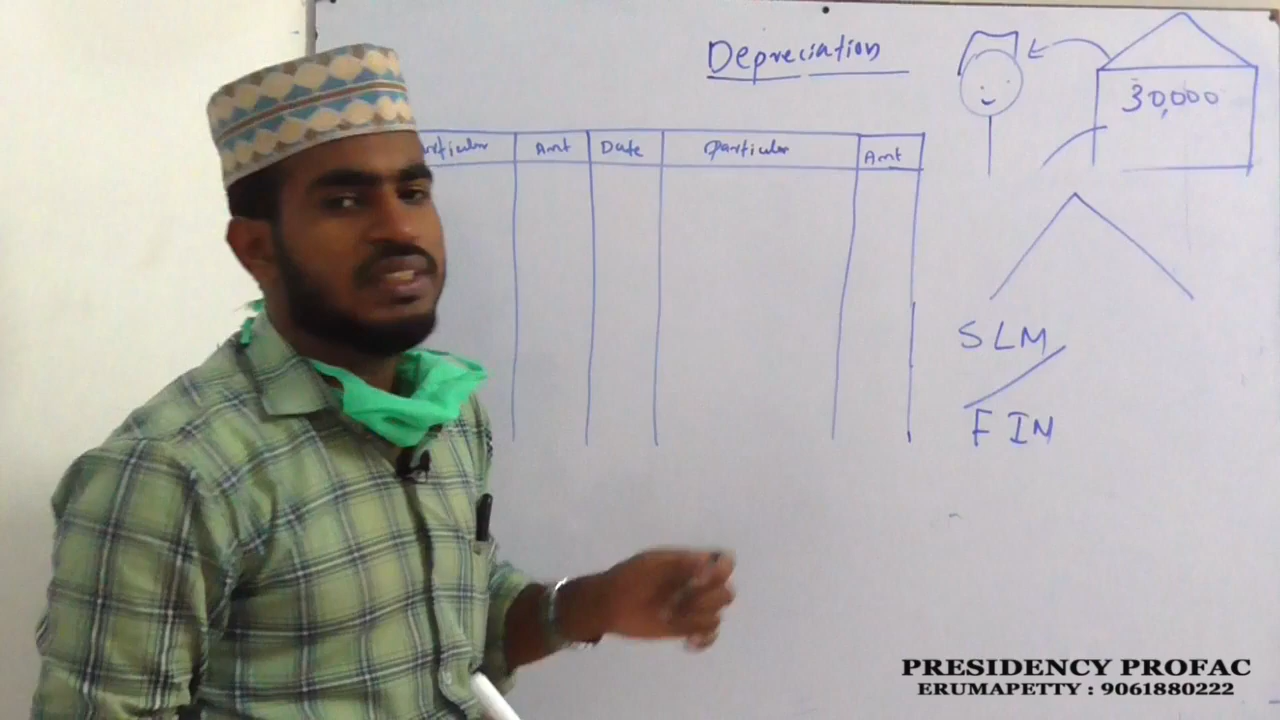 Depreciation
30,000
Amt Date Particular Amt
SLM
FIN
PRESIDENCY PROFAC
ERUMAPETTY : 9061880222